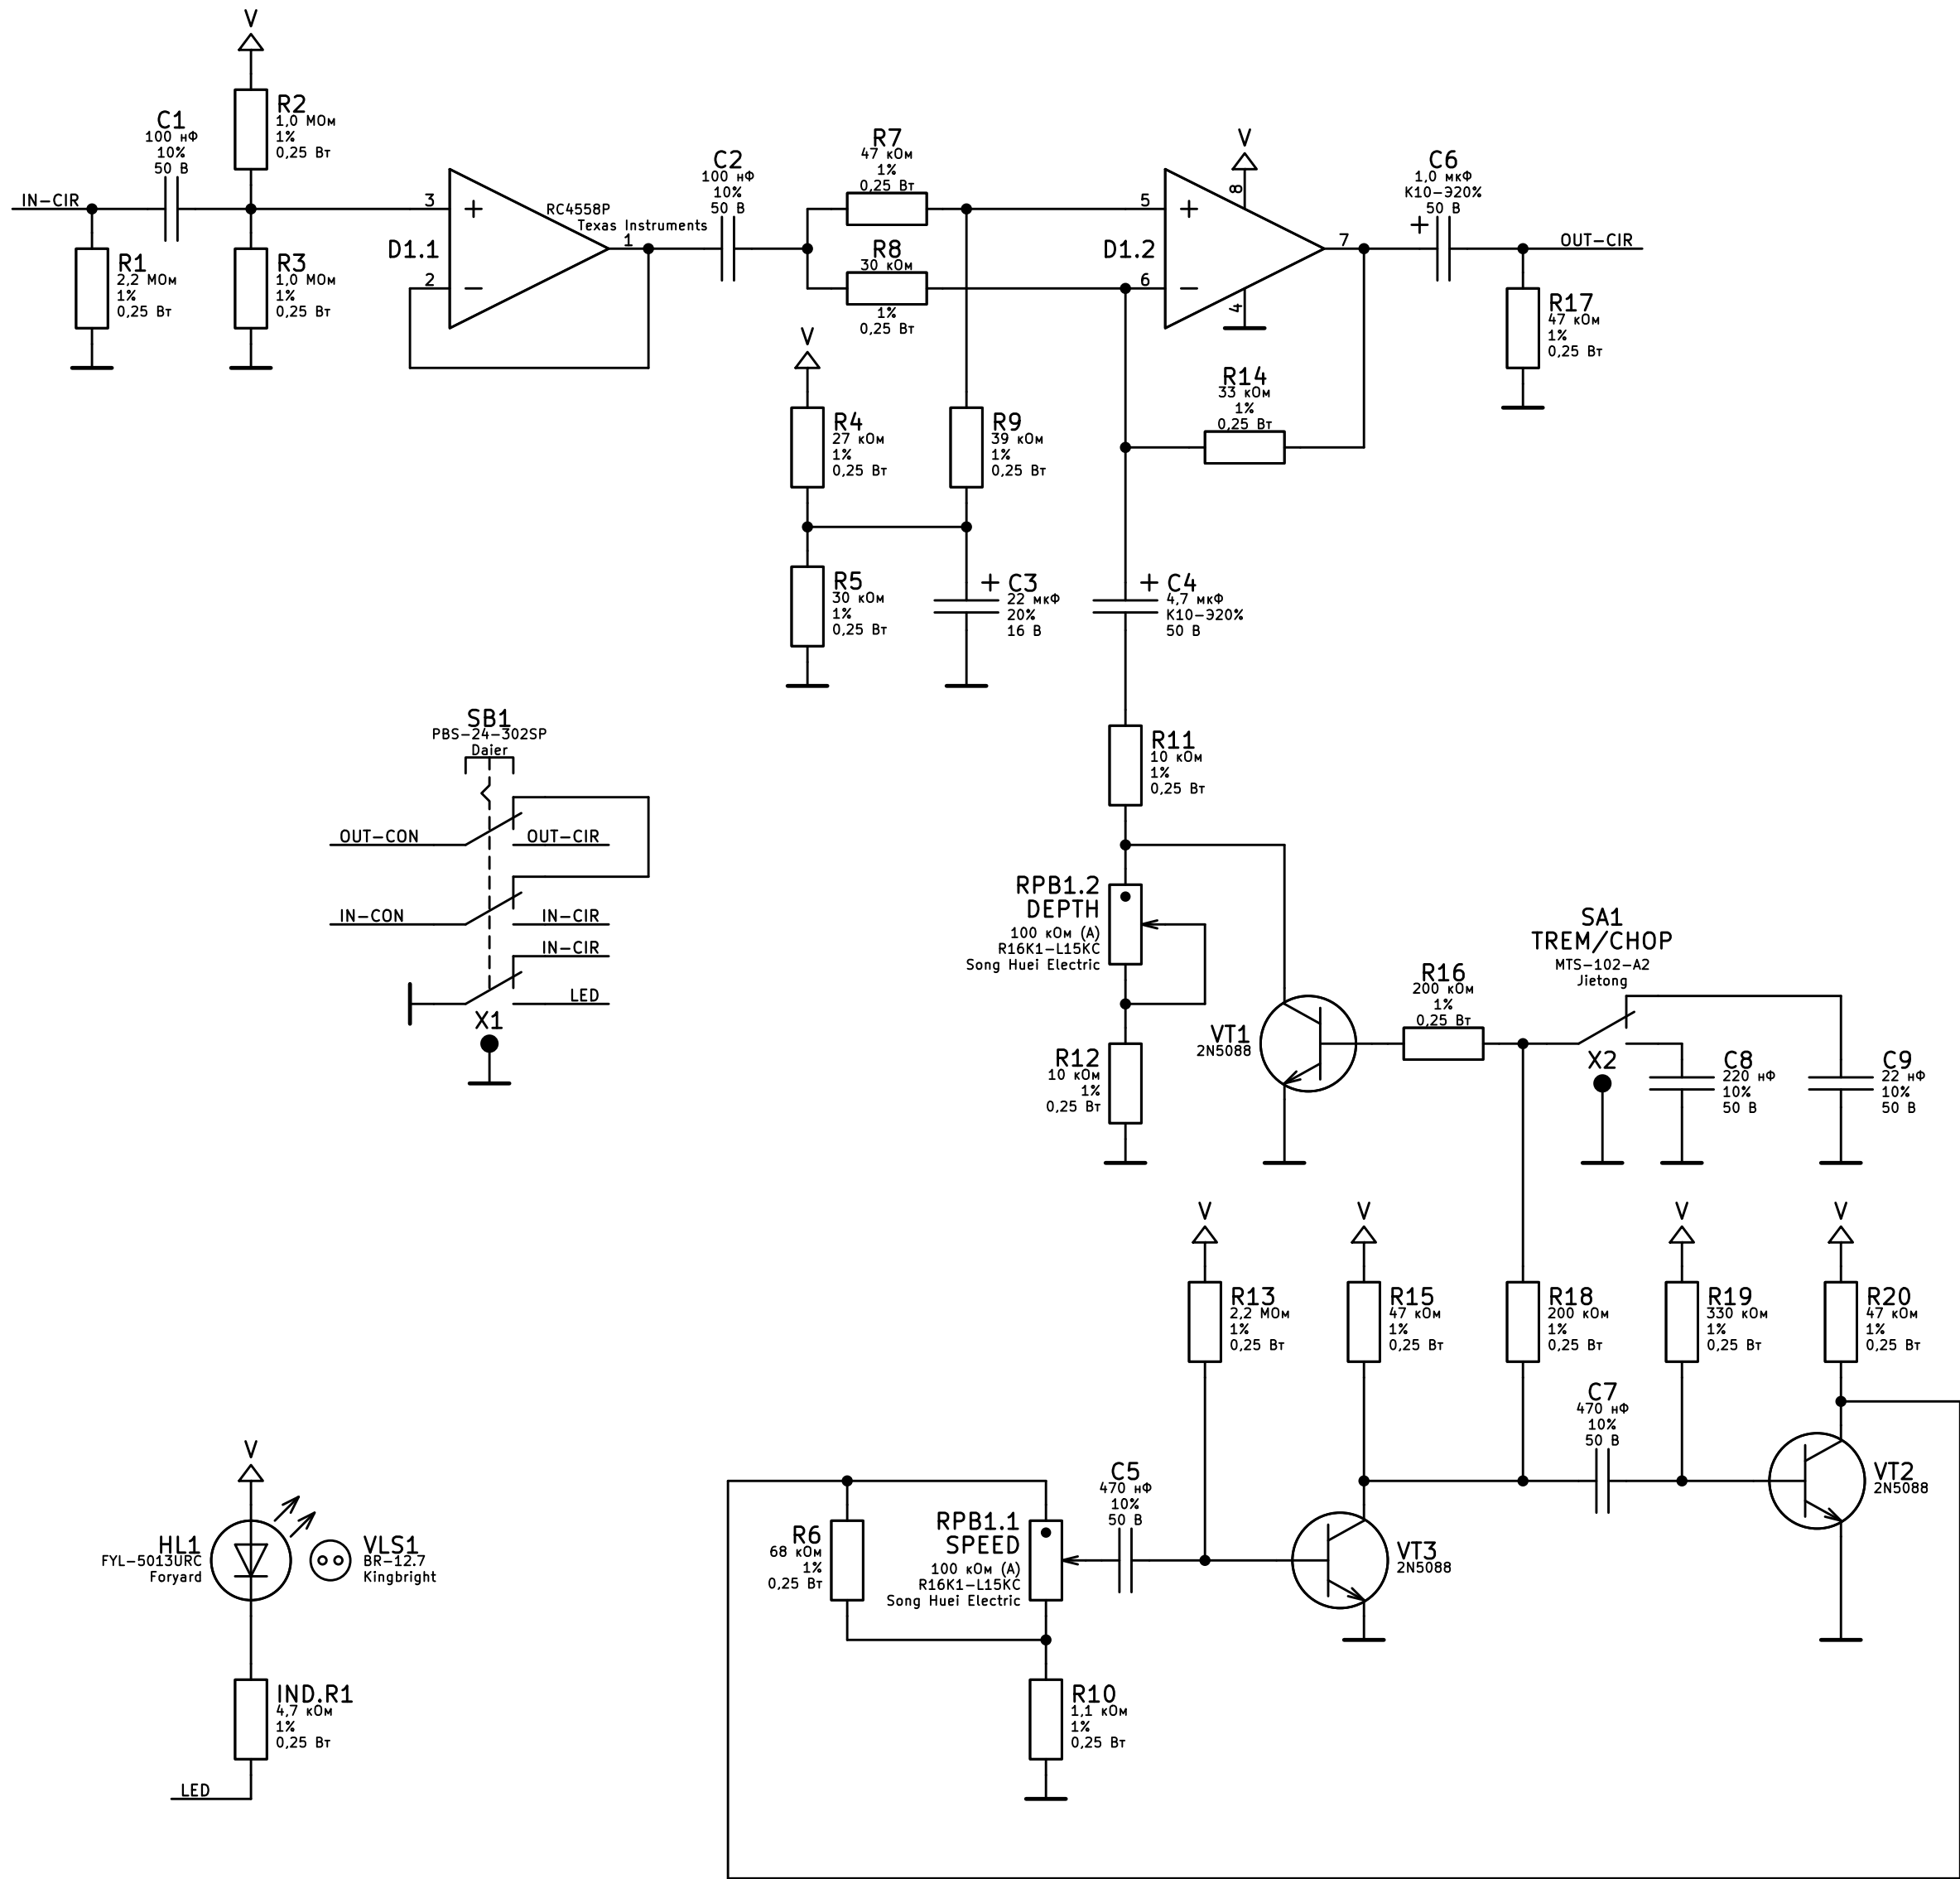 V
R2
1,0 МОм
1%
0,25 Вт
C1
100 нФ
10%
50 В
IN-CIR
R1
2,2 МОм
1%
0,25 Вт
R3
1,0 МОм
1%
0,25 Вт
3
+
RC4558P
Texas Instruments
D1.1
1
2
−
C2
100 нФ
10%
50 В
R7
47 кОм
1%
0,25 Вт
R8
30 кОм
1%
0,25 Вт
V
8
5
+
D1.2
7
6
−
4
C6
1,0 мкФ
К10-Э20%
50 В
+
OUT-CIR
R17
47 кОм
1%
0,25 Вт
R14
33 кОм
1%
0,25 Вт
V
R4
27 кОм
1%
0,25 Вт
R9
39 кОм
1%
0,25 Вт
R5
30 кОм
1%
0,25 Вт
+ C3
22 мкФ
20%
16 В
+ C4
4,7 мкФ
К10-Э20%
50 В
R11
10 кОм
1%
0,25 Вт
SB1
PBS-24-302SP
Daier
OUT-CON
OUT-CIR
IN-CON
IN-CIR
IN-CIR
LED
X1
RPB1.2
DEPTH
100 кОм (A)
R16K1-L15KC
Song Huei Electric
R12
10 кОм
1%
0,25 Вт
VT1
2N5088
R16
200 кОм
1%
0,25 Вт
SA1
TREM/CHOP
MTS-102-A2
Jietong
X2
C8
220 нФ
10%
50 В
C9
22 нФ
10%
50 В
V
R13
2,2 МОм
1%
0,25 Вт
V
R15
47 кОм
1%
0,25 Вт
R18
200 кОм
1%
0,25 Вт
V
R19
330 кОм
1%
0,25 Вт
V
R20
47 кОм
1%
0,25 Вт
C7
470 нФ
10%
50 В
VT2
2N5088
V
HL1
FYL-5013URC
Foryard
VLS1
BR-12.7
Kingbright
IND.R1
4,7 кОм
1%
0,25 Вт
LED
R6
68 кОм
1%
0,25 Вт
RPB1.1
SPEED
100 кОм (A)
R16K1-L15KC
Song Huei Electric
C5
470 нФ
10%
50 В
VT3
2N5088
R10
1,1 кОм
1%
0,25 Вт